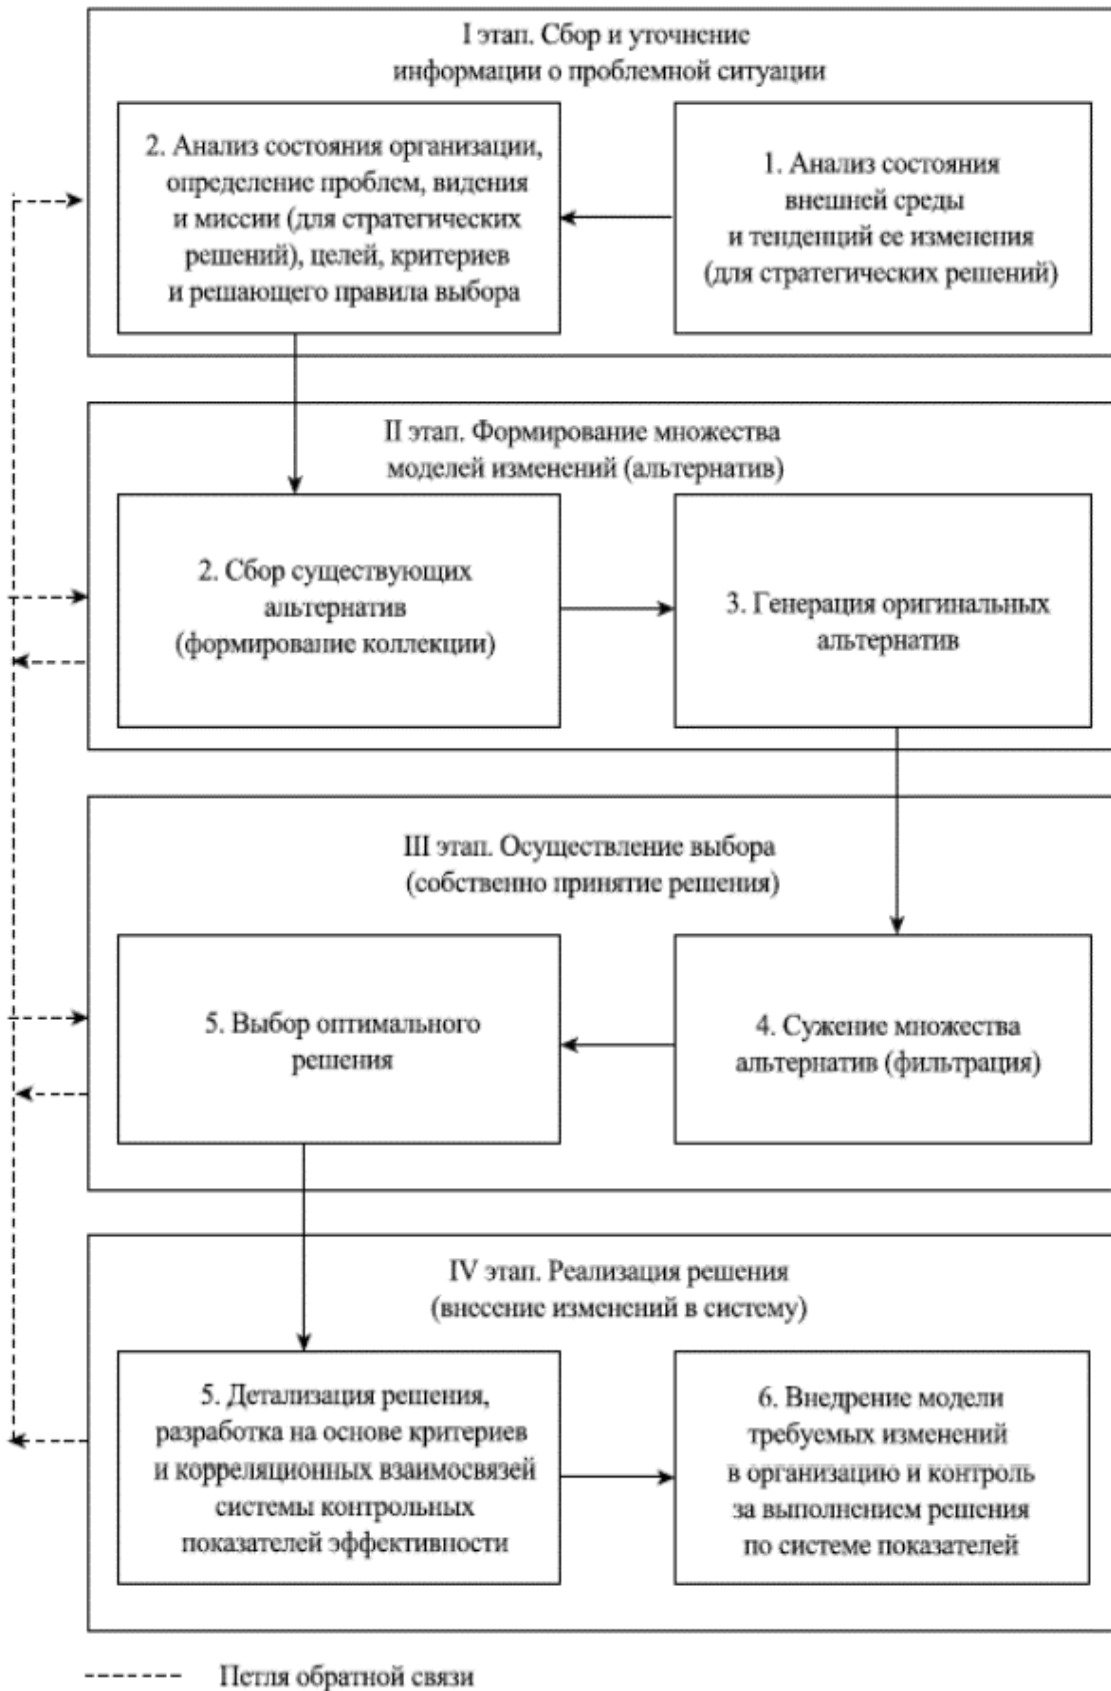 I этап. Сбор и уточнение
информации о проблемной ситуации
2. Анализ состояния организации,
определение проблем, видения
и миссии (для стратегических
решений), целей, критериев
и решающего правила выбора
1. Анализ состояния
внешней среды
и тенденций ее изменения
(для стратегических решений)
II этап. Формирование множества
моделей изменений (альтернатив)
2. Сбор существующих
альтернатив
(формирование коллекции)
3. Генерация оригинальных
альтернатив
III этап. Осуществление выбора
(собственно принятие решения)
5. Выбор оптимального
решения
4. Сужение множества
альтернатив (фильтрация)
IV этап. Реализация решения
(внесение изменений в систему)
5. Детализация решения,
разработка на основе критериев
и корреляционных взаимосвязей
системы контрольных
показателей эффективности
6. Внедрение модели
требуемых изменений
в организацию и контроль
за выполнением решения
по системе показателей
Петля обратной связи